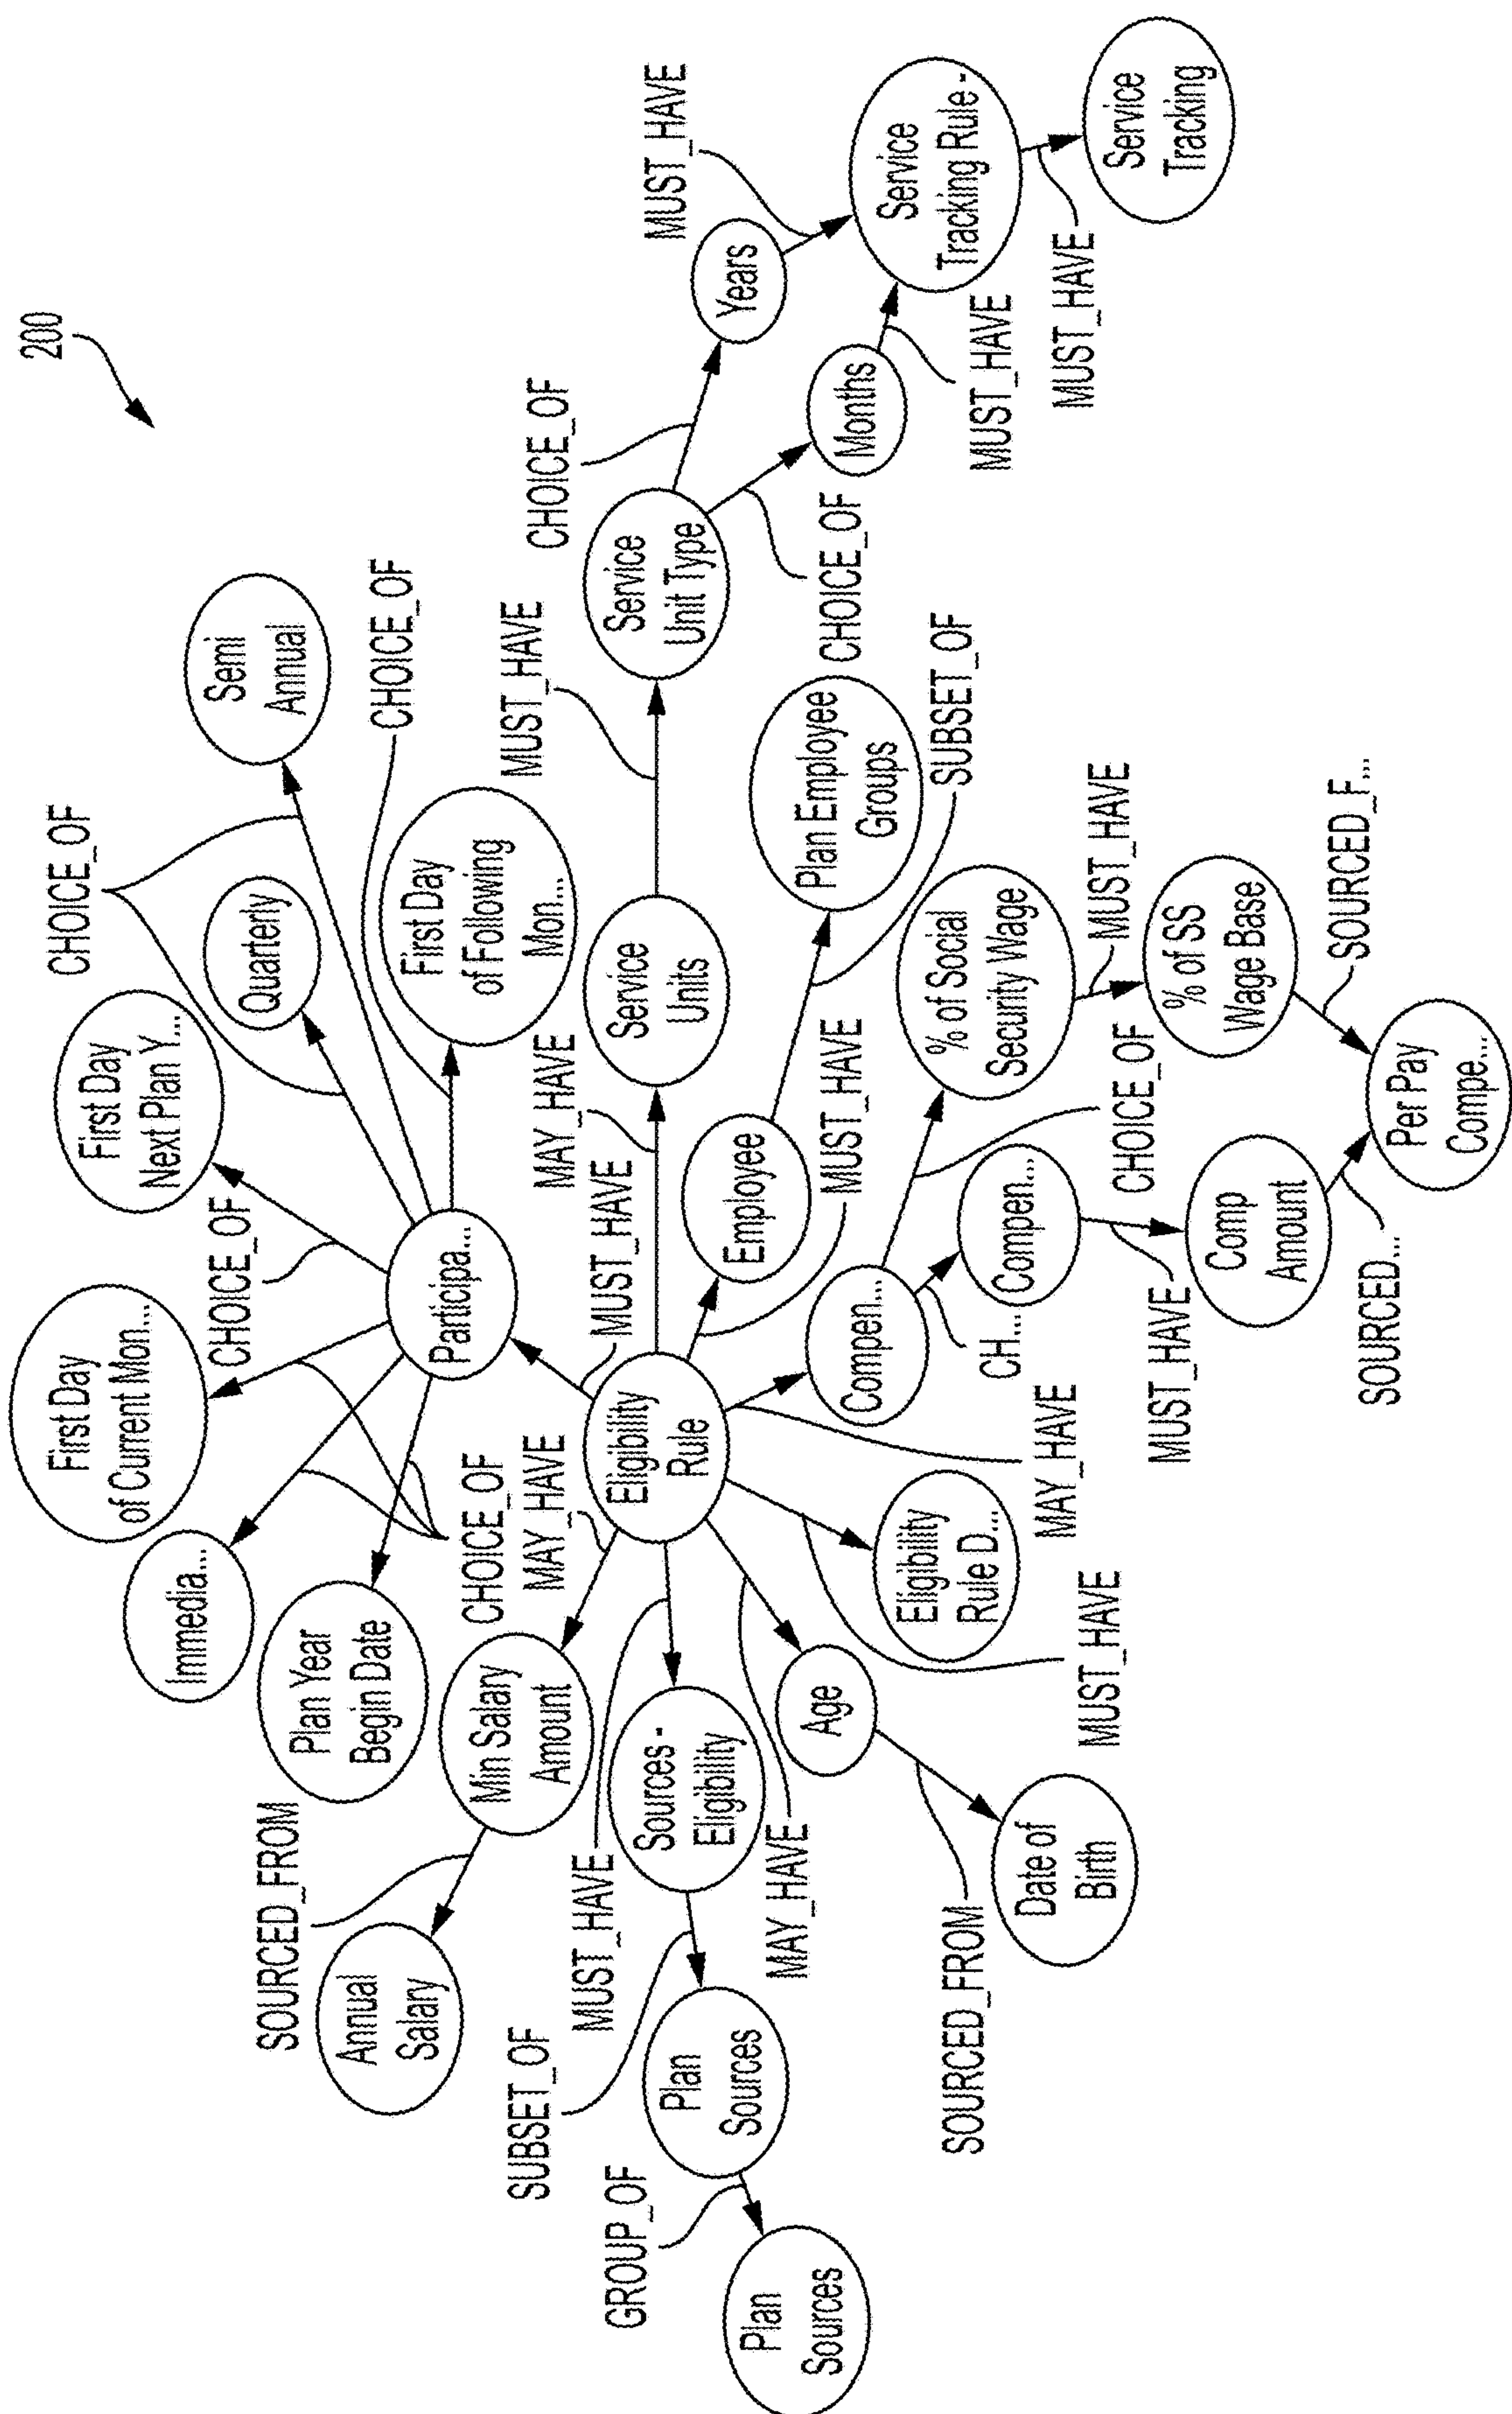 200
First Day
of Current Mon...
First Day
Next Plan Y...
CHOICE_OF
Immedia...
CHOICE_OF
Quarterly
Semi
Annual
Plan Year
Begin Date
Participa...
First Day
of Following
Mon...
CHOICE_OF
SOURCED_FROM
Annual
Salary
Min Salary
Amount
CHOICE_OF
MAY_HAVE
MUST_HAVE
MAY_HAVE
MUST_HAVE
CHOICE_OF
SUBSET_OF
MUST_HAVE
Sources -
Eligibility
Eligibility
Rule
Service
Units
Service
Unit Type
Years
MUST_HAVE
GROUP_OF
Plan
Sources
Plan
Sources
MAY_HAVE
Age
Employee
MUST_HAVE
Plan Employee
Groups
CHOICE_OF
Months
Service
Tracking Rule -
MUST_HAVE
MUST_HAVE
Service
Tracking
SUBSET_OF
Compen...
% of Social
Security Wage
Eligibility
Rule D...
CH...
Compen...
SOURCED_FROM
Date of
Birth
MUST_HAVE
MAY_HAVE
CHOICE_OF
MUST_HAVE
MUST_HAVE
Comp
Amount
% of SS
Wage Base
SOURCED...
SOURCED_F...
Per Pay
Compe...